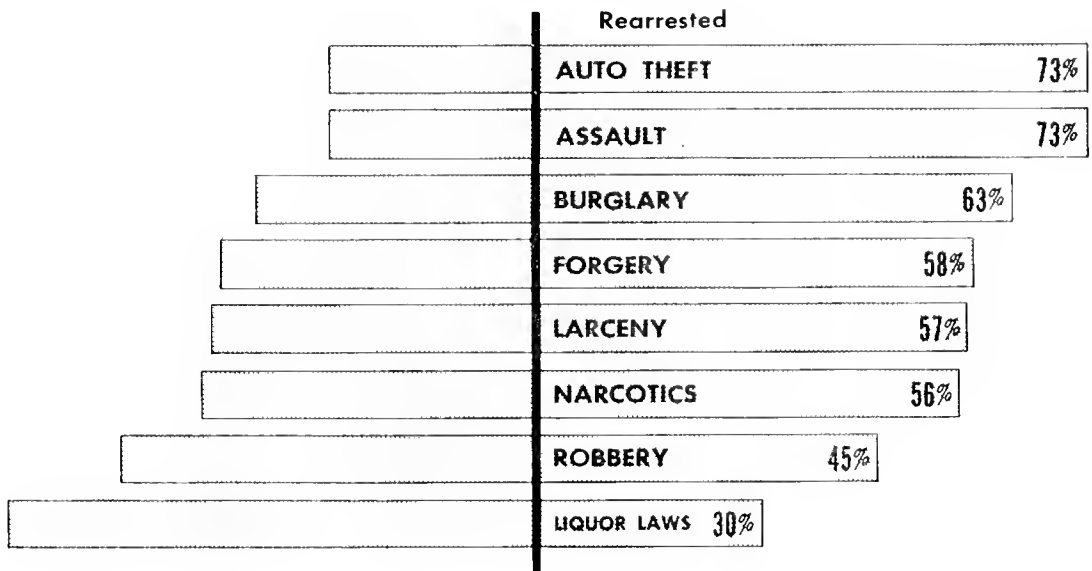 Rearrested
AUTO THEFT 73%
ASSAULT 73%
BURGLARY 63%
FORGERY 58%
LARCENY 57%
NARCOTICS 56%
ROBBERY 45%
LIQUOR LAWS 30%